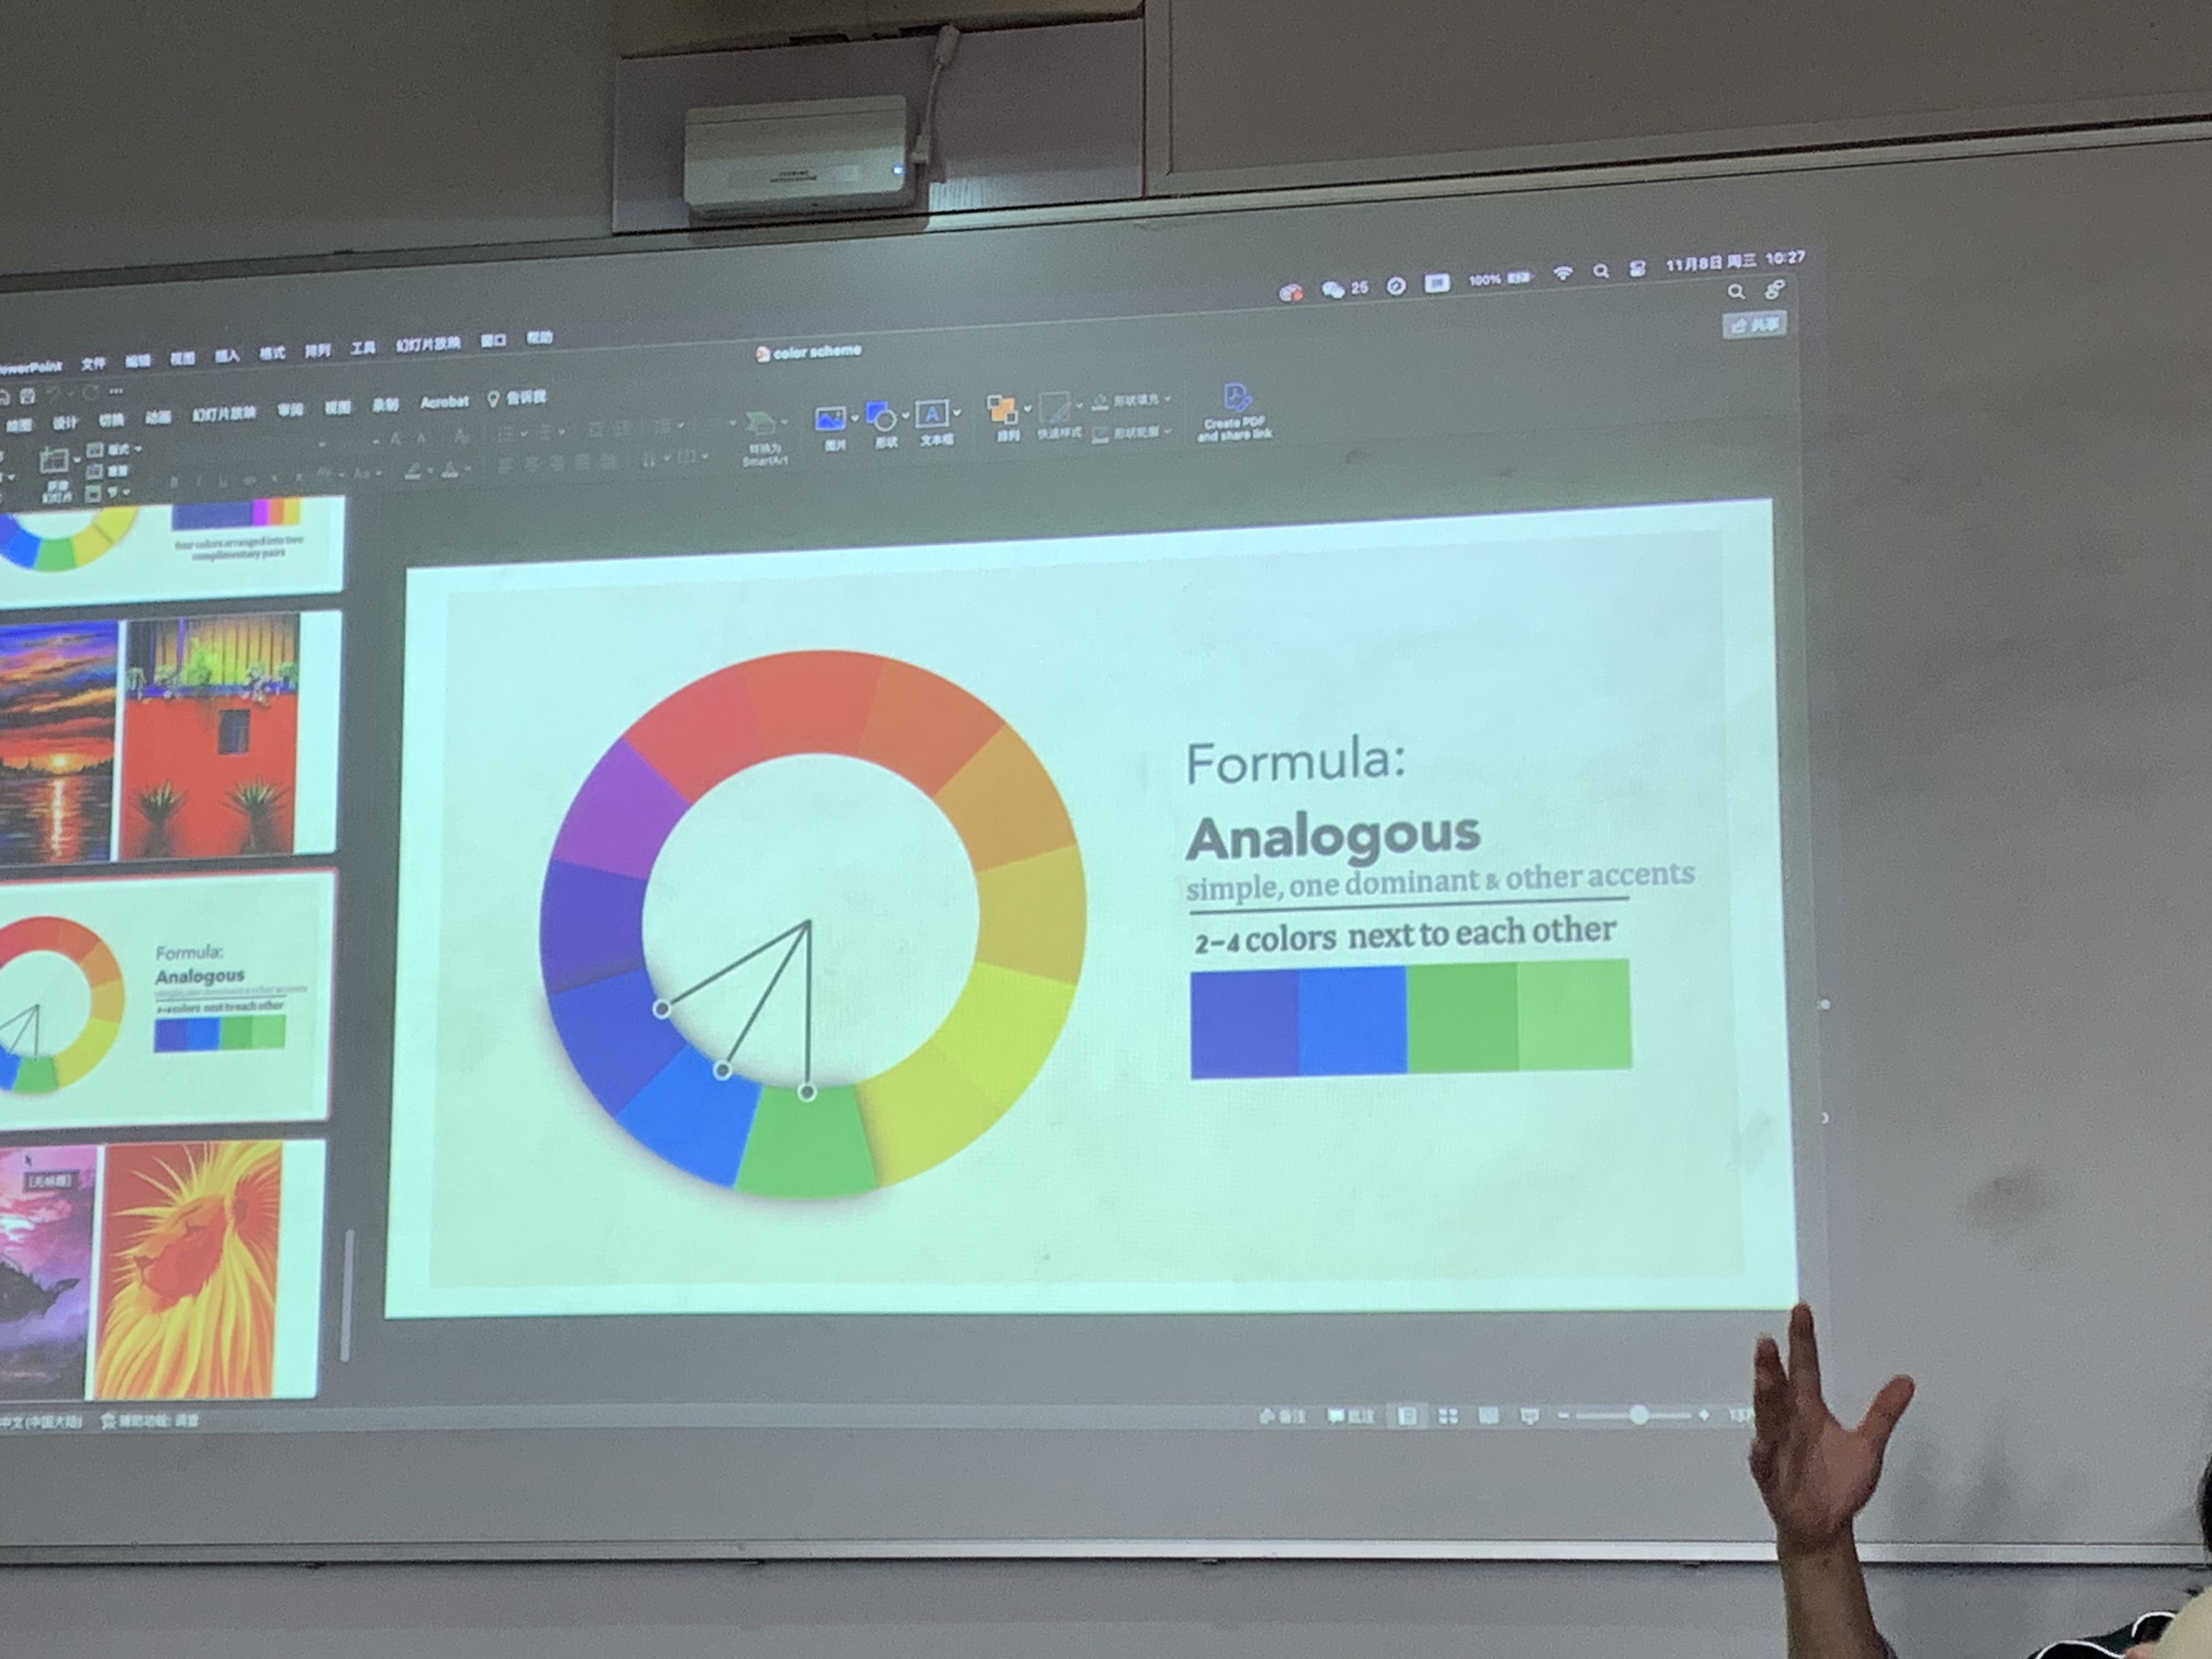 11月8日 周三 10:27
25
100%
owerPoint 文件 编辑 视图 插入 格式 排列 工具 幻灯片放映 窗口 帮助
color scheme
共享
绘图 设计 切换 动画 幻灯片放映 审阅 视图 录制 Acrobat 告诉我
版式
重置
节
新建
幻灯片
转换为
SmartArt
图片
形状
文本框
排列
快速样式
形状填充
形状轮廓
Create PDF
and share link
four colors arranged into two
complimentary pairs
Formula:
Analogous
simple, one dominant & other accents
2-4 colors next to each other
Formula:
Analogous
simple, one dominant & other accents
2-4 colors next to each other
[无标题]
中文 (中国大陆) 辅助功能: 调查
备注 批注